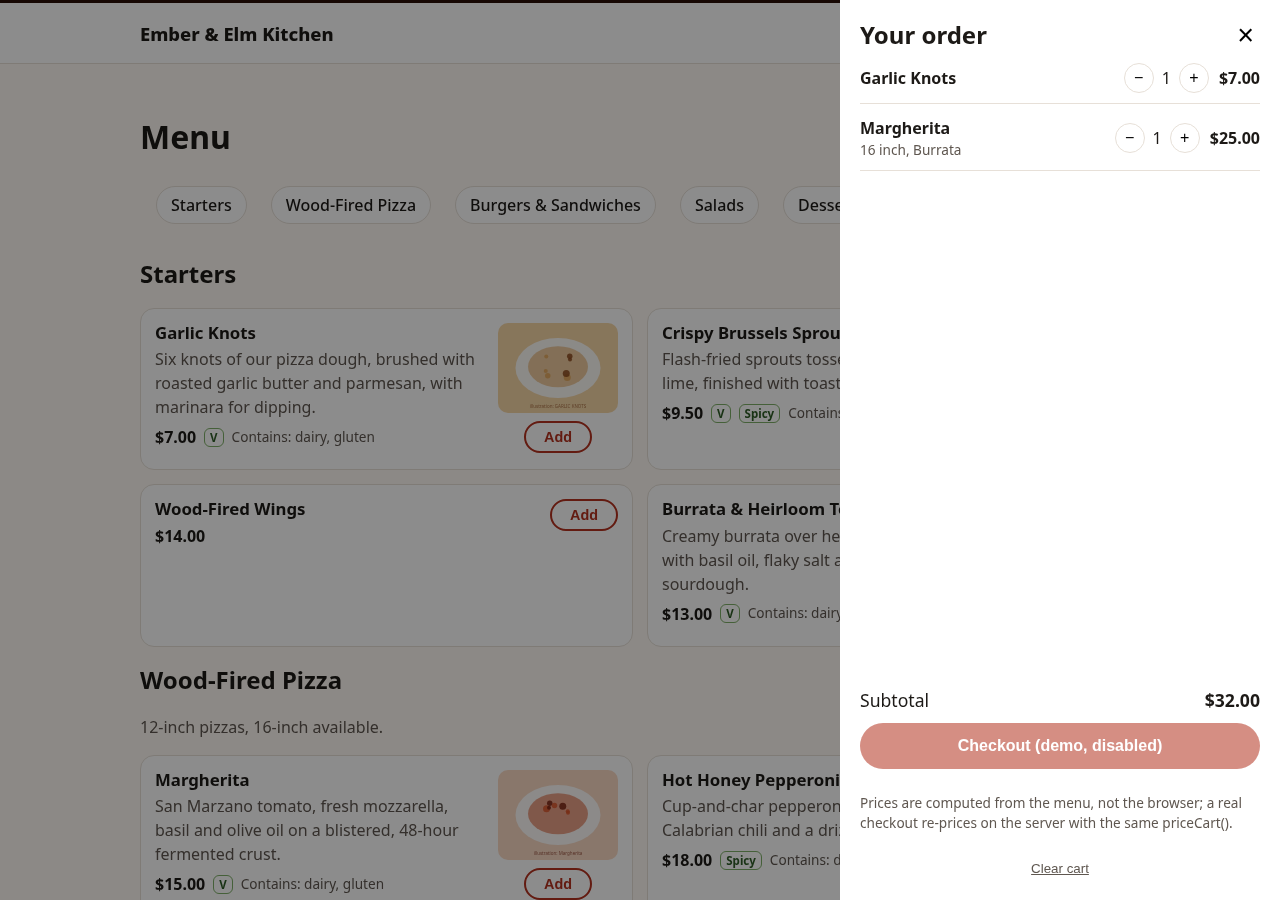 Ember & Elm Kitchen
Menu
Starters
Wood-Fired Pizza
Burgers & Sandwiches
Salads
Starters
Garlic Knots
Six knots of our pizza dough, brushed with
roasted garlic butter and parmesan, with
marinara for dipping.
$7.00 V Contains: dairy, gluten
Illustration: GARLIC KNOTS
Add
Crispy Brussels
Flash-fried sprouts
lime, finished with
$9.50 V Spicy
Wood-Fired Wings
$14.00
Add
Burrata & Heirloom
Creamy burrata over
with basil oil, flaky salt
sourdough.
$13.00 V Contains:
Wood-Fired Pizza
12-inch pizzas, 16-inch available.
Margherita
San Marzano tomato, fresh mozzarella,
basil and olive oil on a blistered, 48-hour
fermented crust.
$15.00 V Contains: dairy, gluten
Illustration: Margherita
Add
Hot Honey Pepperoni
Cup-and-char
Calabrian chili and a
$18.00 Spicy Contains:
Your order
Garlic Knots
− 1 + $7.00
Margherita
16 inch, Burrata
− 1 + $25.00
Subtotal $32.00
Checkout (demo, disabled)
Prices are computed from the menu, not the browser; a real
checkout re-prices on the server with the same priceCart().
Clear cart